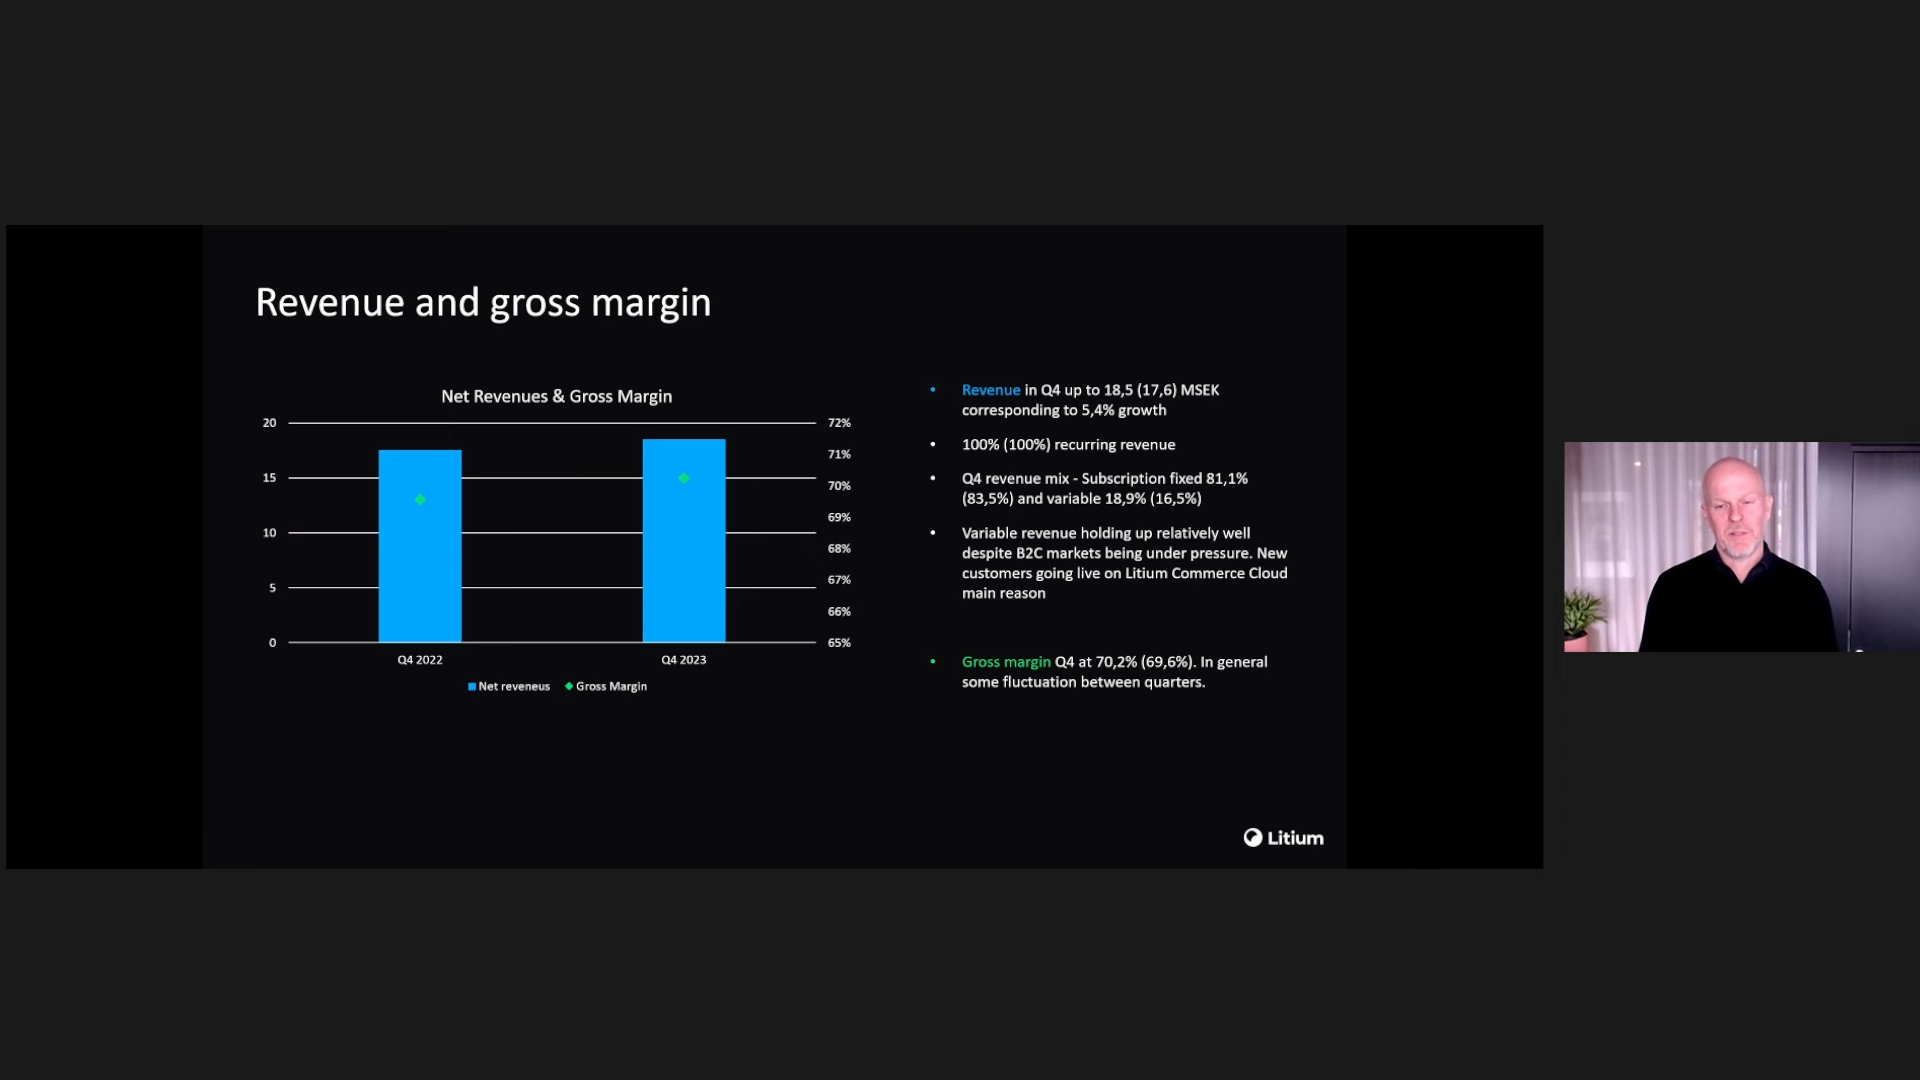 Revenue and gross margin
Net Revenues & Gross Margin
20
15
10
5
0
72%
71%
70%
69%
68%
67%
66%
65%
Q4 2022
Q4 2023
Net reveneus
Gross Margin
• Revenue in Q4 up to 18,5 (17,6) MSEK
corresponding to 5,4% growth
• 100% (100%) recurring revenue
• Q4 revenue mix - Subscription fixed 81,1%
(83,5%) and variable 18,9% (16,5%)
• Variable revenue holding up relatively well
despite B2C markets being under pressure. New
customers going live on Litium Commerce Cloud
main reason
• Gross margin Q4 at 70,2% (69,6%). In general
some fluctuation between quarters.
Litium